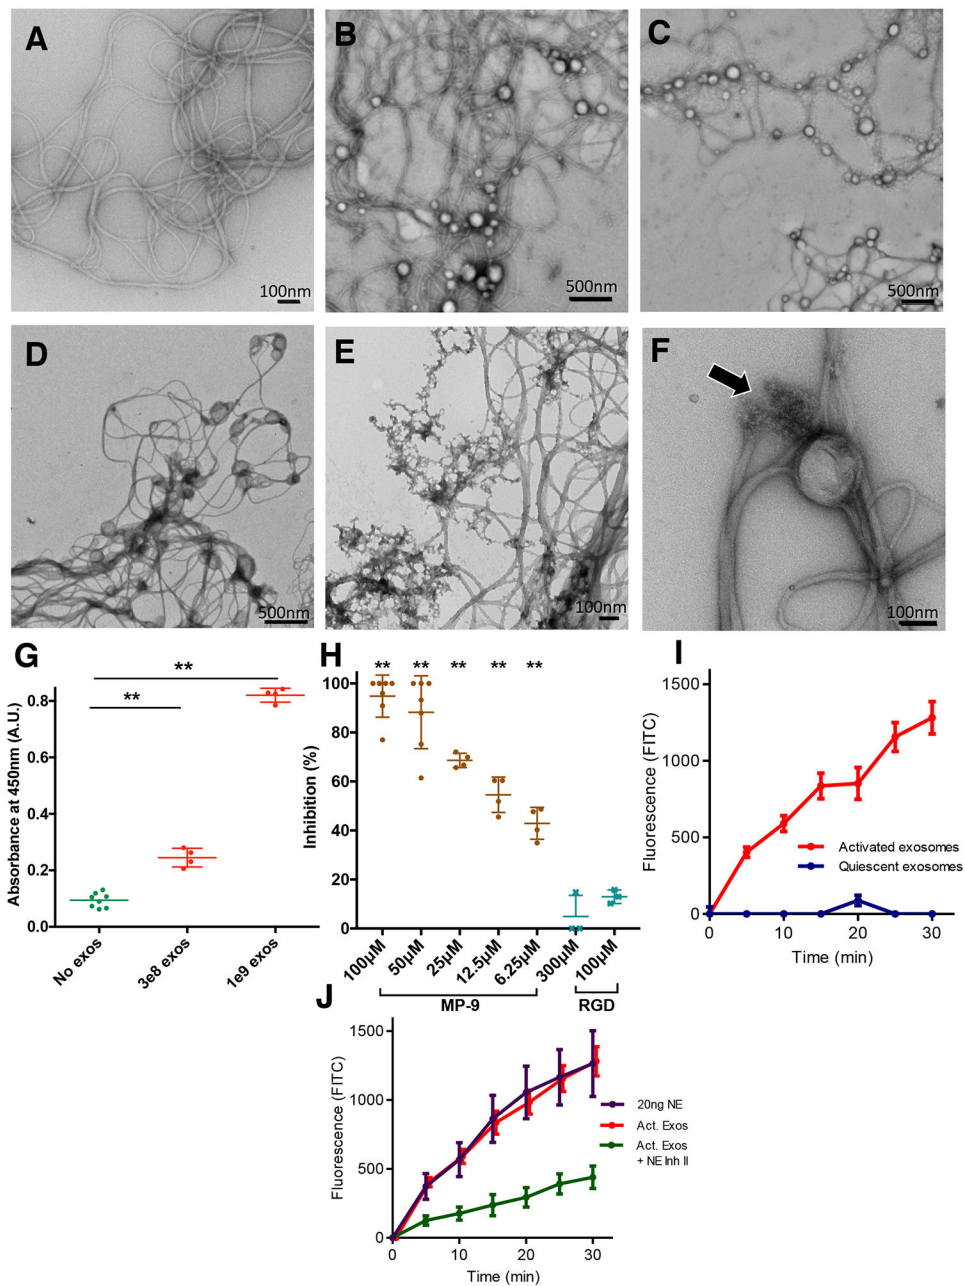 A
100nm
B
500nm
C
500nm
D
500nm
E
100nm
F
100nm
G
Absorbance at 450nm (A.U.)
0.8
0.6
0.4
0.2
0.0
**
**
No exos
3e8 exos
1e9 exos
H
Inhibition (%)
100
80
60
40
20
0
** ** ** ** **
100µM
50µM
25µM
12.5µM
6.25µM
300µM
100µM
MP-9
RGD
I
Fluorescence (FITC)
1500
1000
500
0
Activated exosomes
Quiescent exosomes
0 10 20 30
Time (min)
J
Fluorescence (FITC)
1500
1000
500
0
20ng NE
Act. Exos
Act. Exos
+ NE Inh II
0 10 20 30
Time (min)